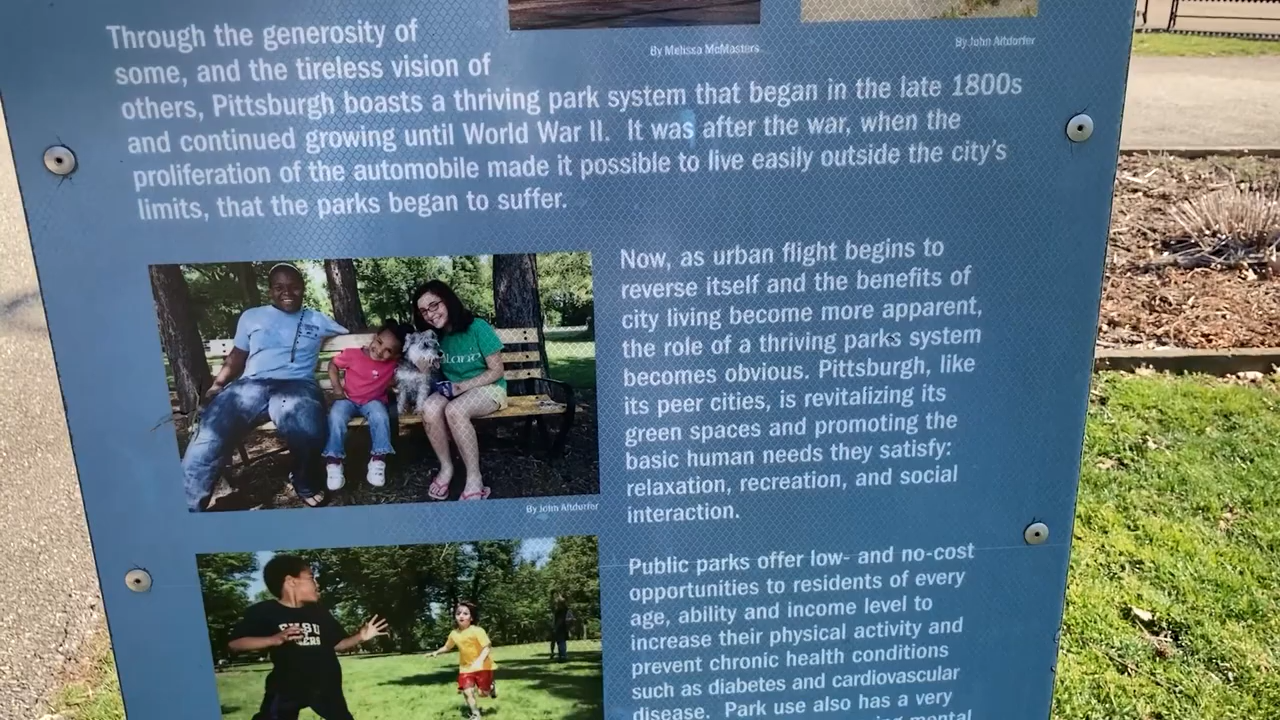 By Melissa McMasters
By John Altdorfer
Through the generosity of
some, and the tireless vision of
others, Pittsburgh boasts a thriving park system that began in the late 1800s
and continued growing until World War II. It was after the war, when the
proliferation of the automobile made it possible to live easily outside the city's
limits, that the parks began to suffer.
Now, as urban flight begins to
reverse itself and the benefits of
city living become more apparent,
the role of a thriving parks system
becomes obvious. Pittsburgh, like
its peer cities, is revitalizing its
green spaces and promoting the
basic human needs they satisfy:
relaxation, recreation, and social
interaction.
By John Altdorfer
Public parks offer low- and no-cost
opportunities to residents of every
age, ability and income level to
increase their physical activity and
prevent chronic health conditions
such as diabetes and cardiovascular
disease. Park use also has a very
mental